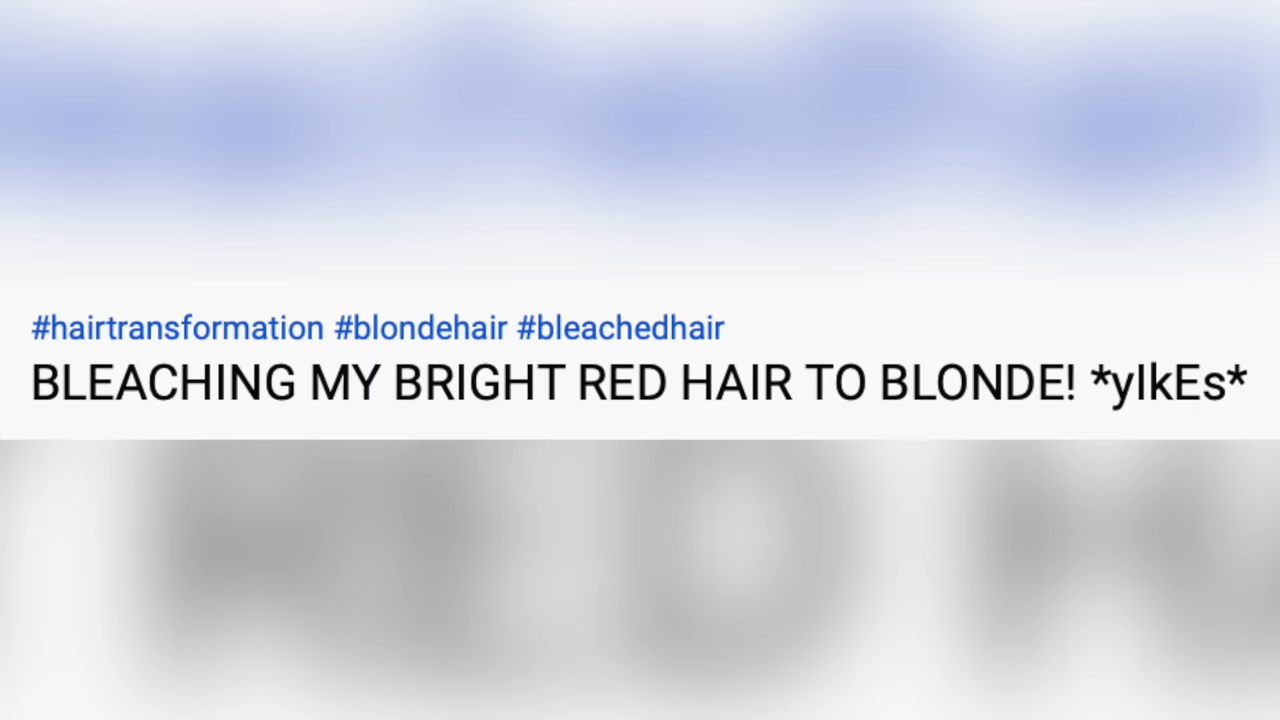 #hairtransformation #blondehair #bleachedhair
BLEACHING MY BRIGHT RED HAIR TO BLONDE! *yIkEs*